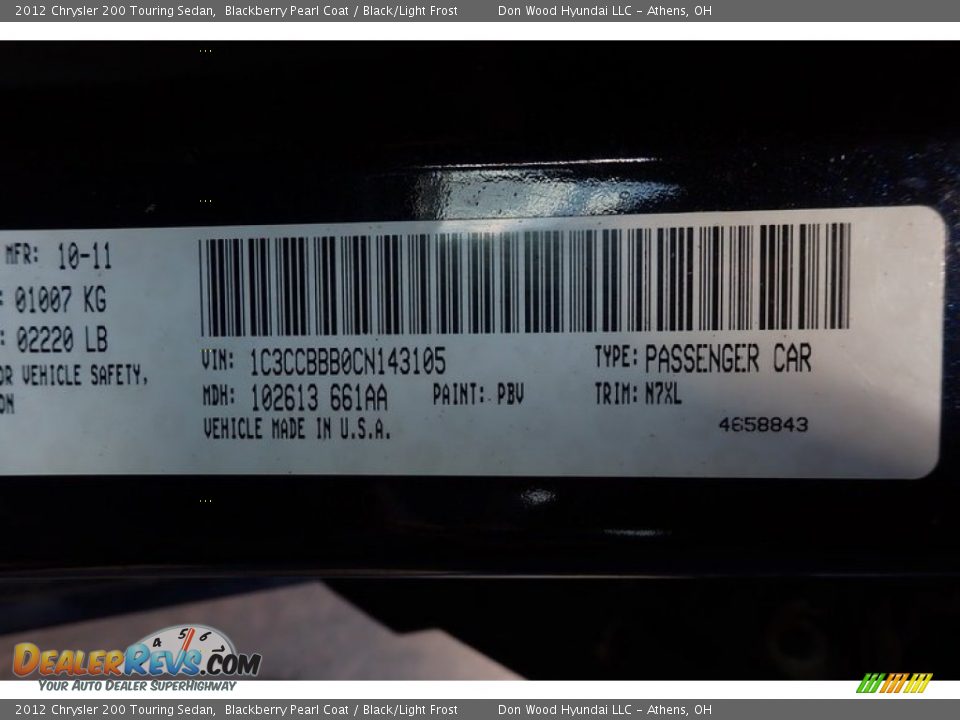 2012 Chrysler 200 Touring Sedan, Blackberry Pearl Coat / Black/Light Frost Don Wood Hyundai LLC - Athens, OH
MFR: 10-11
: 01007 KG
: 02220 LB
OR VEHICLE SAFETY,
ON
VIN: 1C3CCBBB0CN143105
TYPE: PASSENGER CAR
MDH: 102613 661AA
PAINT: PBV
TRIM: N7XL
VEHICLE MADE IN U.S.A.
4658843
4 5 6
DEALERREVS.COM
YOUR AUTO DEALER SUPERHIGHWAY
2012 Chrysler 200 Touring Sedan, Blackberry Pearl Coat / Black/Light Frost Don Wood Hyundai LLC - Athens, OH